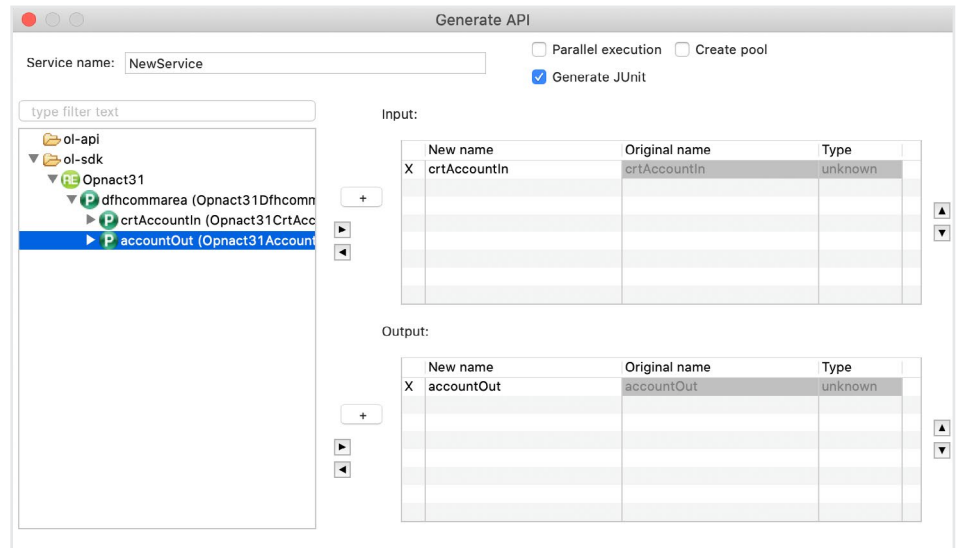 Generate API
Service name: NewService
Parallel execution Create pool
Generate JUnit
type filter text
ol-api
ol-sdk
AE Opnact31
P dfhcommarea (Opnact31Dfhcomm
P crtAccountIn (Opnact31CrtAcc
P accountOut (Opnact31Account
Input:
New name Original name Type
X crtAccountIn crtAccountIn unknown
+
Output:
New name Original name Type
X accountOut accountOut unknown
+